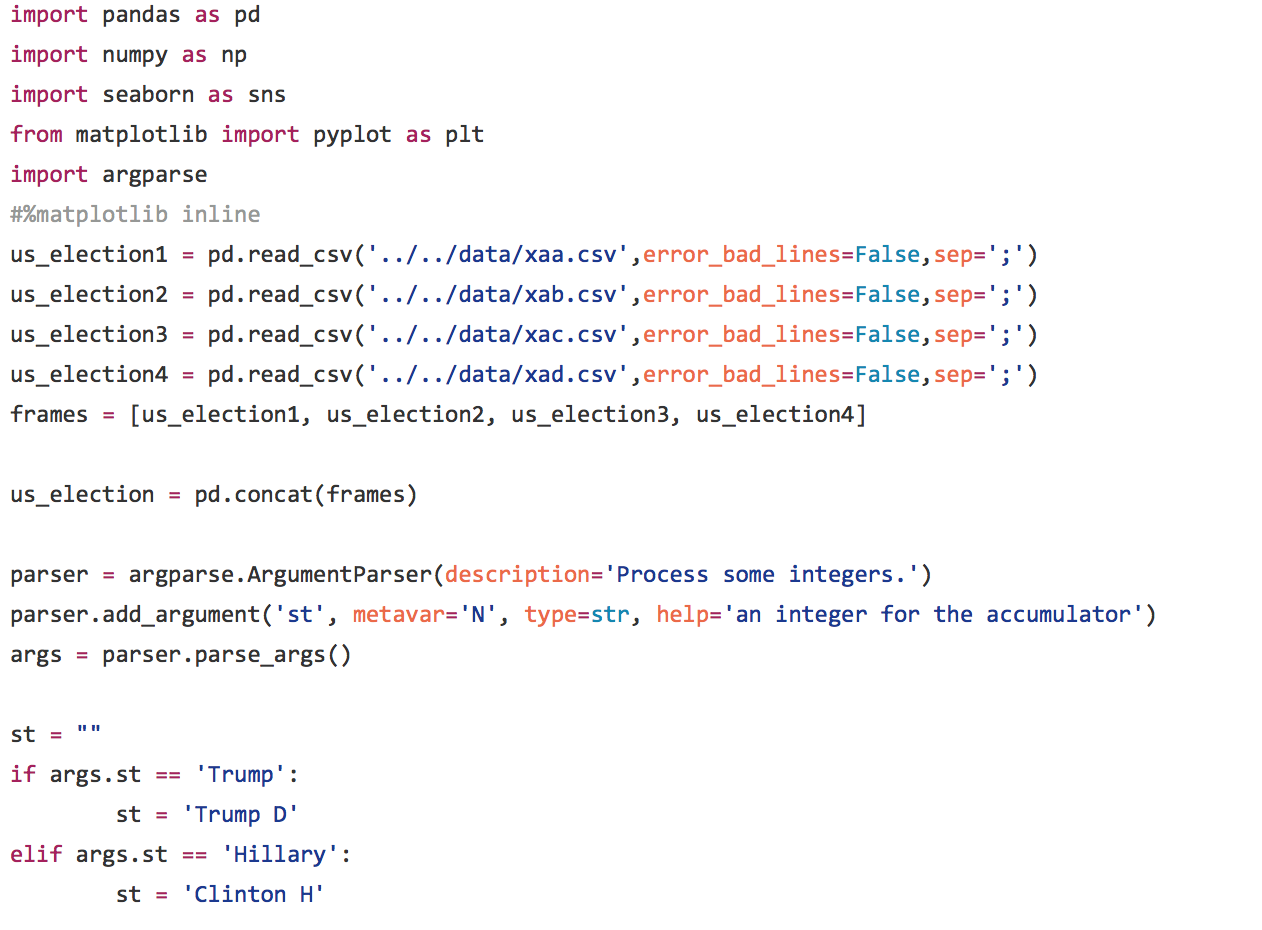 import pandas as pd
import numpy as np
import seaborn as sns
from matplotlib import pyplot as plt
import argparse
#%matplotlib inline
us_election1 = pd.read_csv('../../data/xaa.csv',error_bad_lines=False,sep=';')
us_election2 = pd.read_csv('../../data/xab.csv',error_bad_lines=False,sep=';')
us_election3 = pd.read_csv('../../data/xac.csv',error_bad_lines=False,sep=';')
us_election4 = pd.read_csv('../../data/xad.csv',error_bad_lines=False,sep=';')
frames = [us_election1, us_election2, us_election3, us_election4]

us_election = pd.concat(frames)

parser = argparse.ArgumentParser(description='Process some integers.')
parser.add_argument('st', metavar='N', type=str, help='an integer for the accumulator')
args = parser.parse_args()

st = ""
if args.st == 'Trump':
        st = 'Trump D'
elif args.st == 'Hillary':
        st = 'Clinton H'